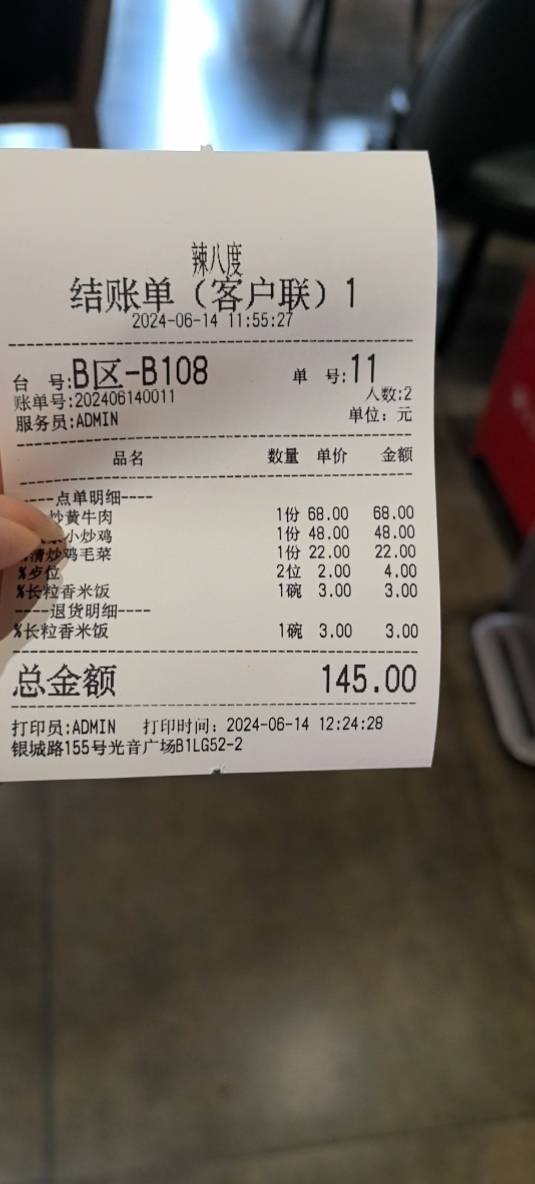 辣八度
结账单（客户联）1
2024-06-14 11:55:27
台 号:B区-B108 单 号:11
账单号:202406140011 人数:2
服务员:ADMIN 单位：元
品名 数量 单价 金额
----点单明细----
炒黄牛肉 1份 68.00 68.00
小炒鸡 1份 48.00 48.00
清炒鸡毛菜 1份 22.00 22.00
%歺位 2位 2.00 4.00
%长粒香米饭 1碗 3.00 3.00
----退货明细----
%长粒香米饭 1碗 3.00 3.00
总金额 145.00
打印员:ADMIN 打印时间：2024-06-14 12:24:28
银城路155号光音广场B1LG52-2